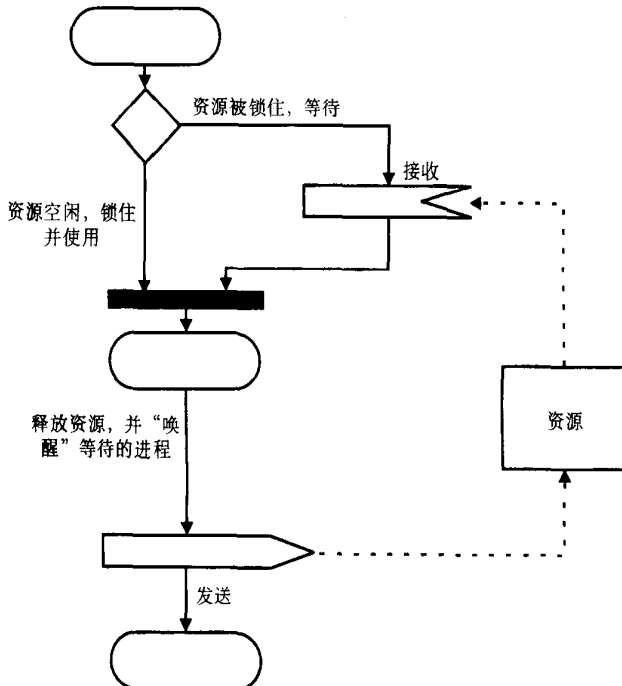 资源被锁住，等待
接收
资源空闲，锁住
并使用
释放资源，并“唤
醒”等待的进程
资源
发送